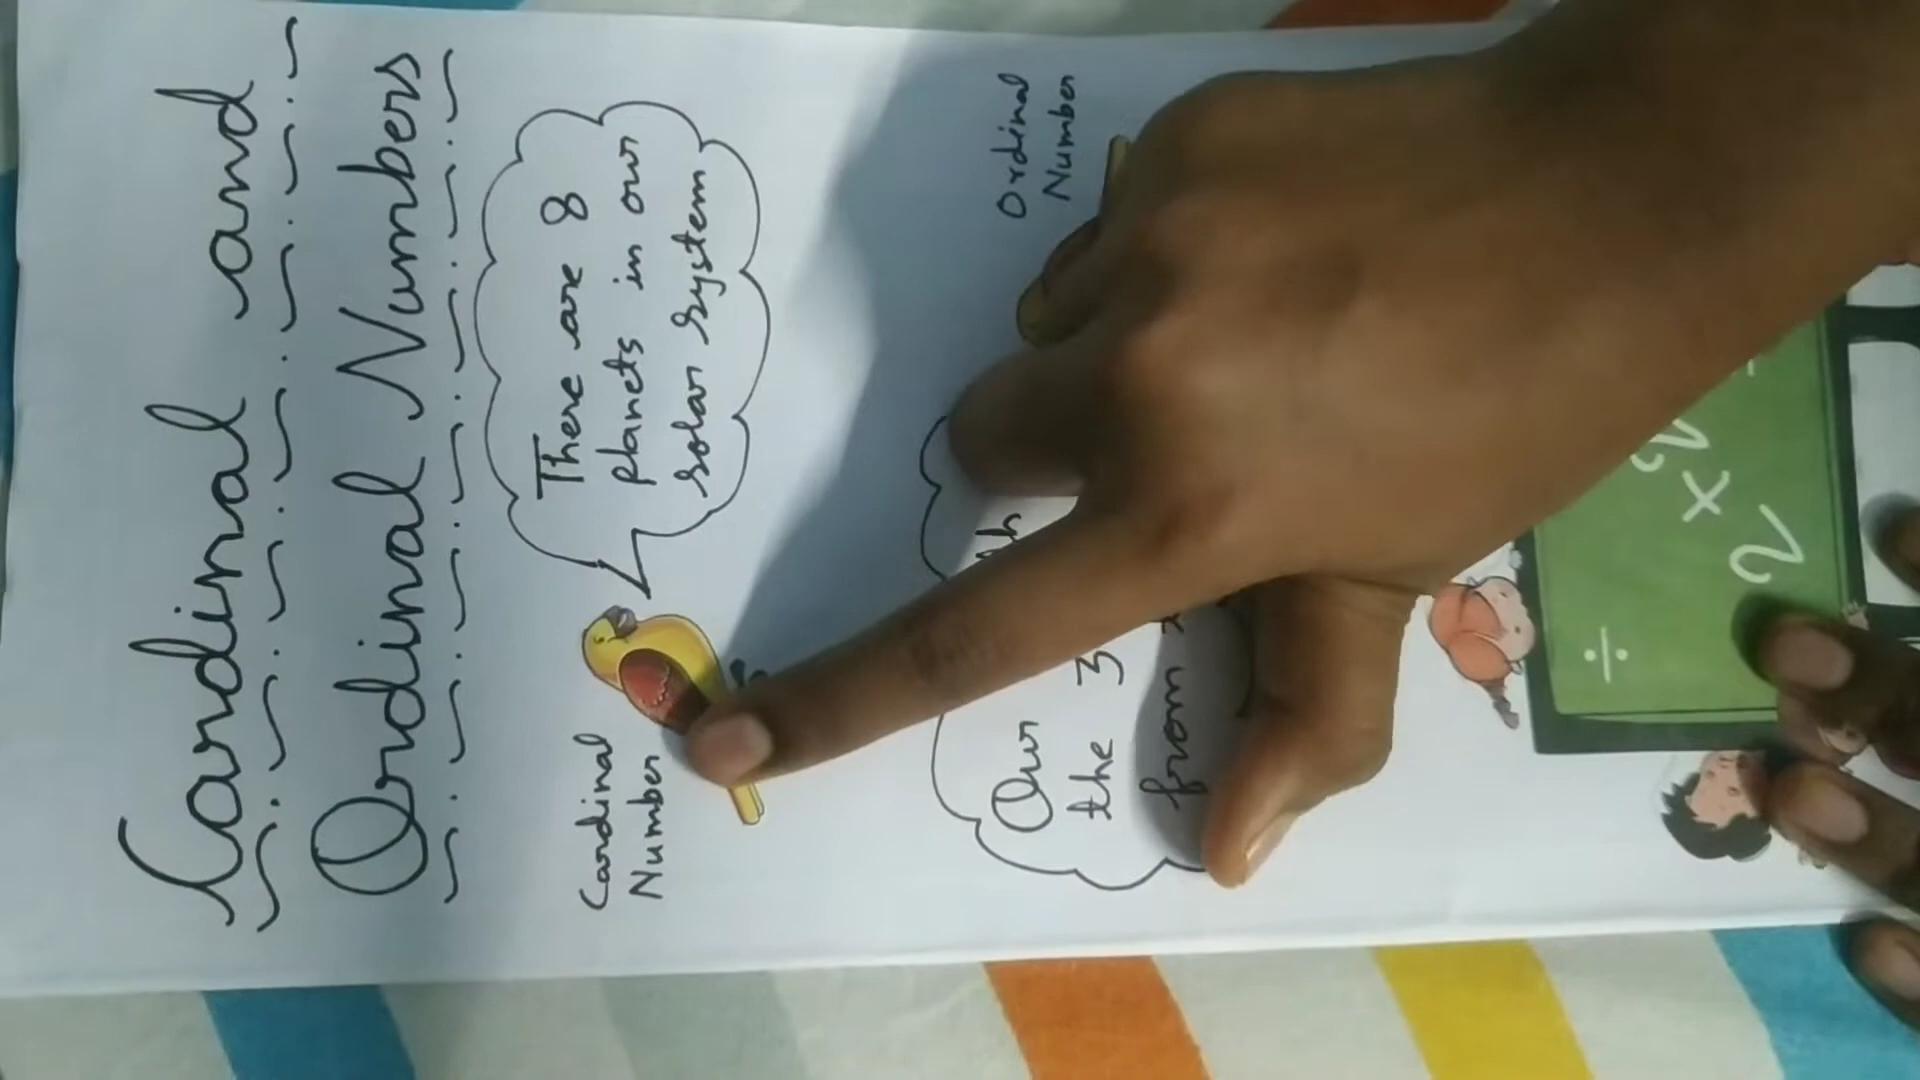 Cardinal and
Ordinal Numbers
There are 8
planets in our
solar system
Cardinal
Number
Ordinal
Number
Our
the 3
from
÷
2 x